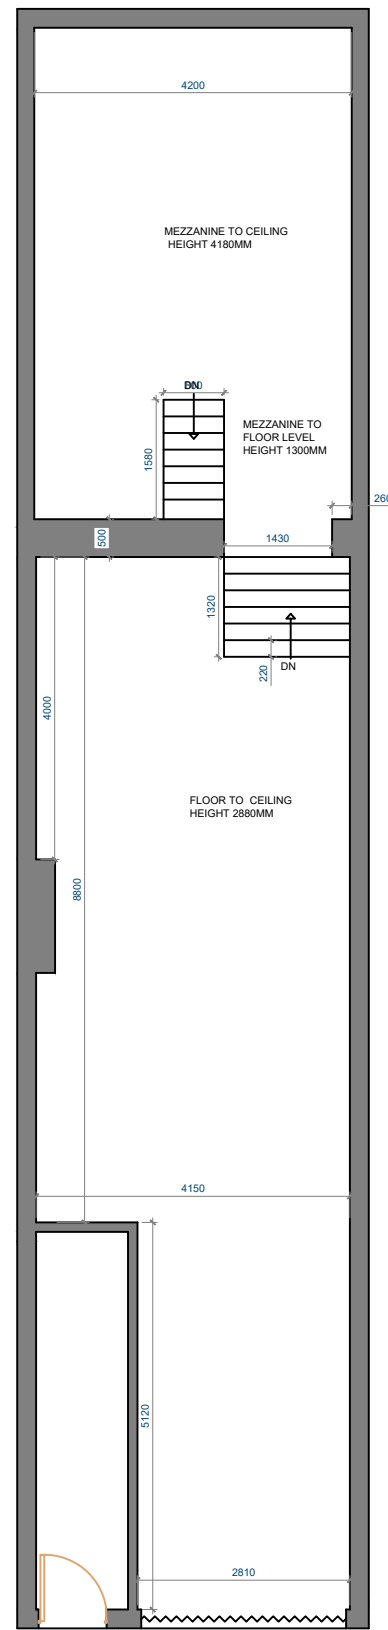 4200
MEZZANINE TO CEILING
HEIGHT 4180MM
DN
1580
MEZZANINE TO
FLOOR LEVEL
HEIGHT 1300MM
260
500
1430
1320
220
DN
4000
FLOOR TO CEILING
HEIGHT 2880MM
8800
4150
5120
2810